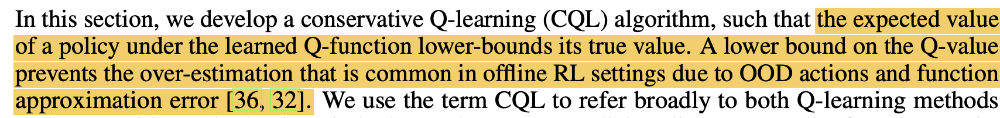 In this section, we develop a conservative Q-learning (CQL) algorithm, such that the expected value
of a policy under the learned Q-function lower-bounds its true value. A lower bound on the Q-value
prevents the over-estimation that is common in offline RL settings due to OOD actions and function
approximation error [36, 32]. We use the term CQL to refer broadly to both Q-learning methods